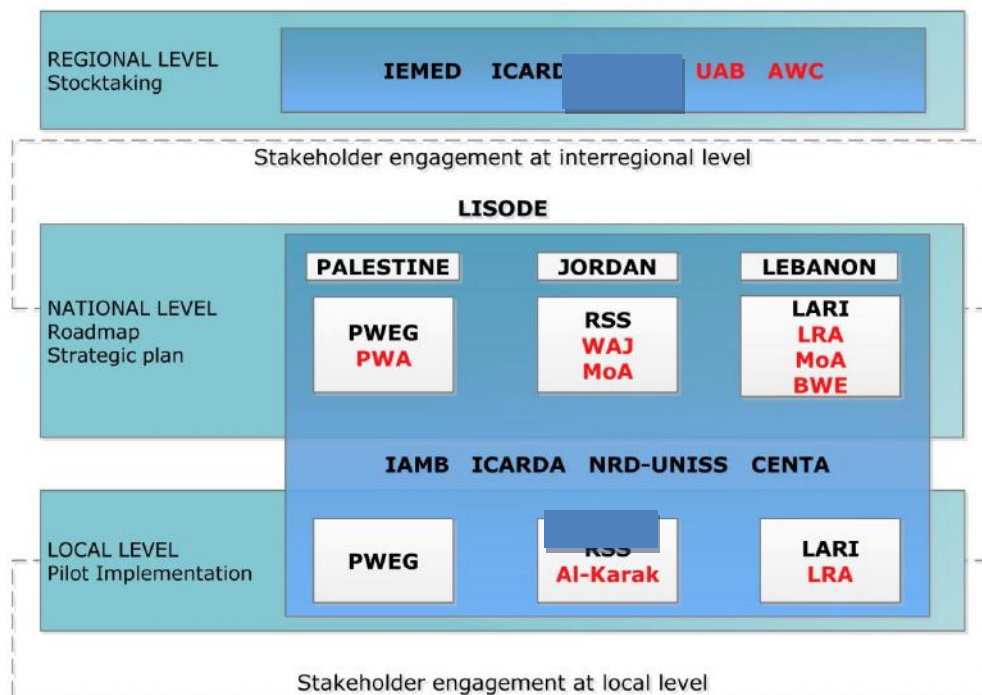 REGIONAL LEVEL
Stocktaking
IEMED ICARD UAB AWC
Stakeholder engagement at interregional level
LISODE
PALESTINE JORDAN LEBANON
NATIONAL LEVEL
Roadmap
Strategic plan
PWEG
PWA
RSS
WAJ
MoA
LARI
LRA
MoA
BWE
IAMB ICARDA NRD-UNISS CENTA
LOCAL LEVEL
Pilot Implementation
PWEG
RSS
Al-Karak
LARI
LRA
Stakeholder engagement at local level